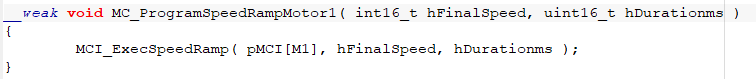 __weak void MC_ProgramSpeedRampMotor1( int16_t hFinalSpeed, uint16_t hDurationms )
{
MCI_ExecSpeedRamp( pMCI[M1], hFinalSpeed, hDurationms );
}